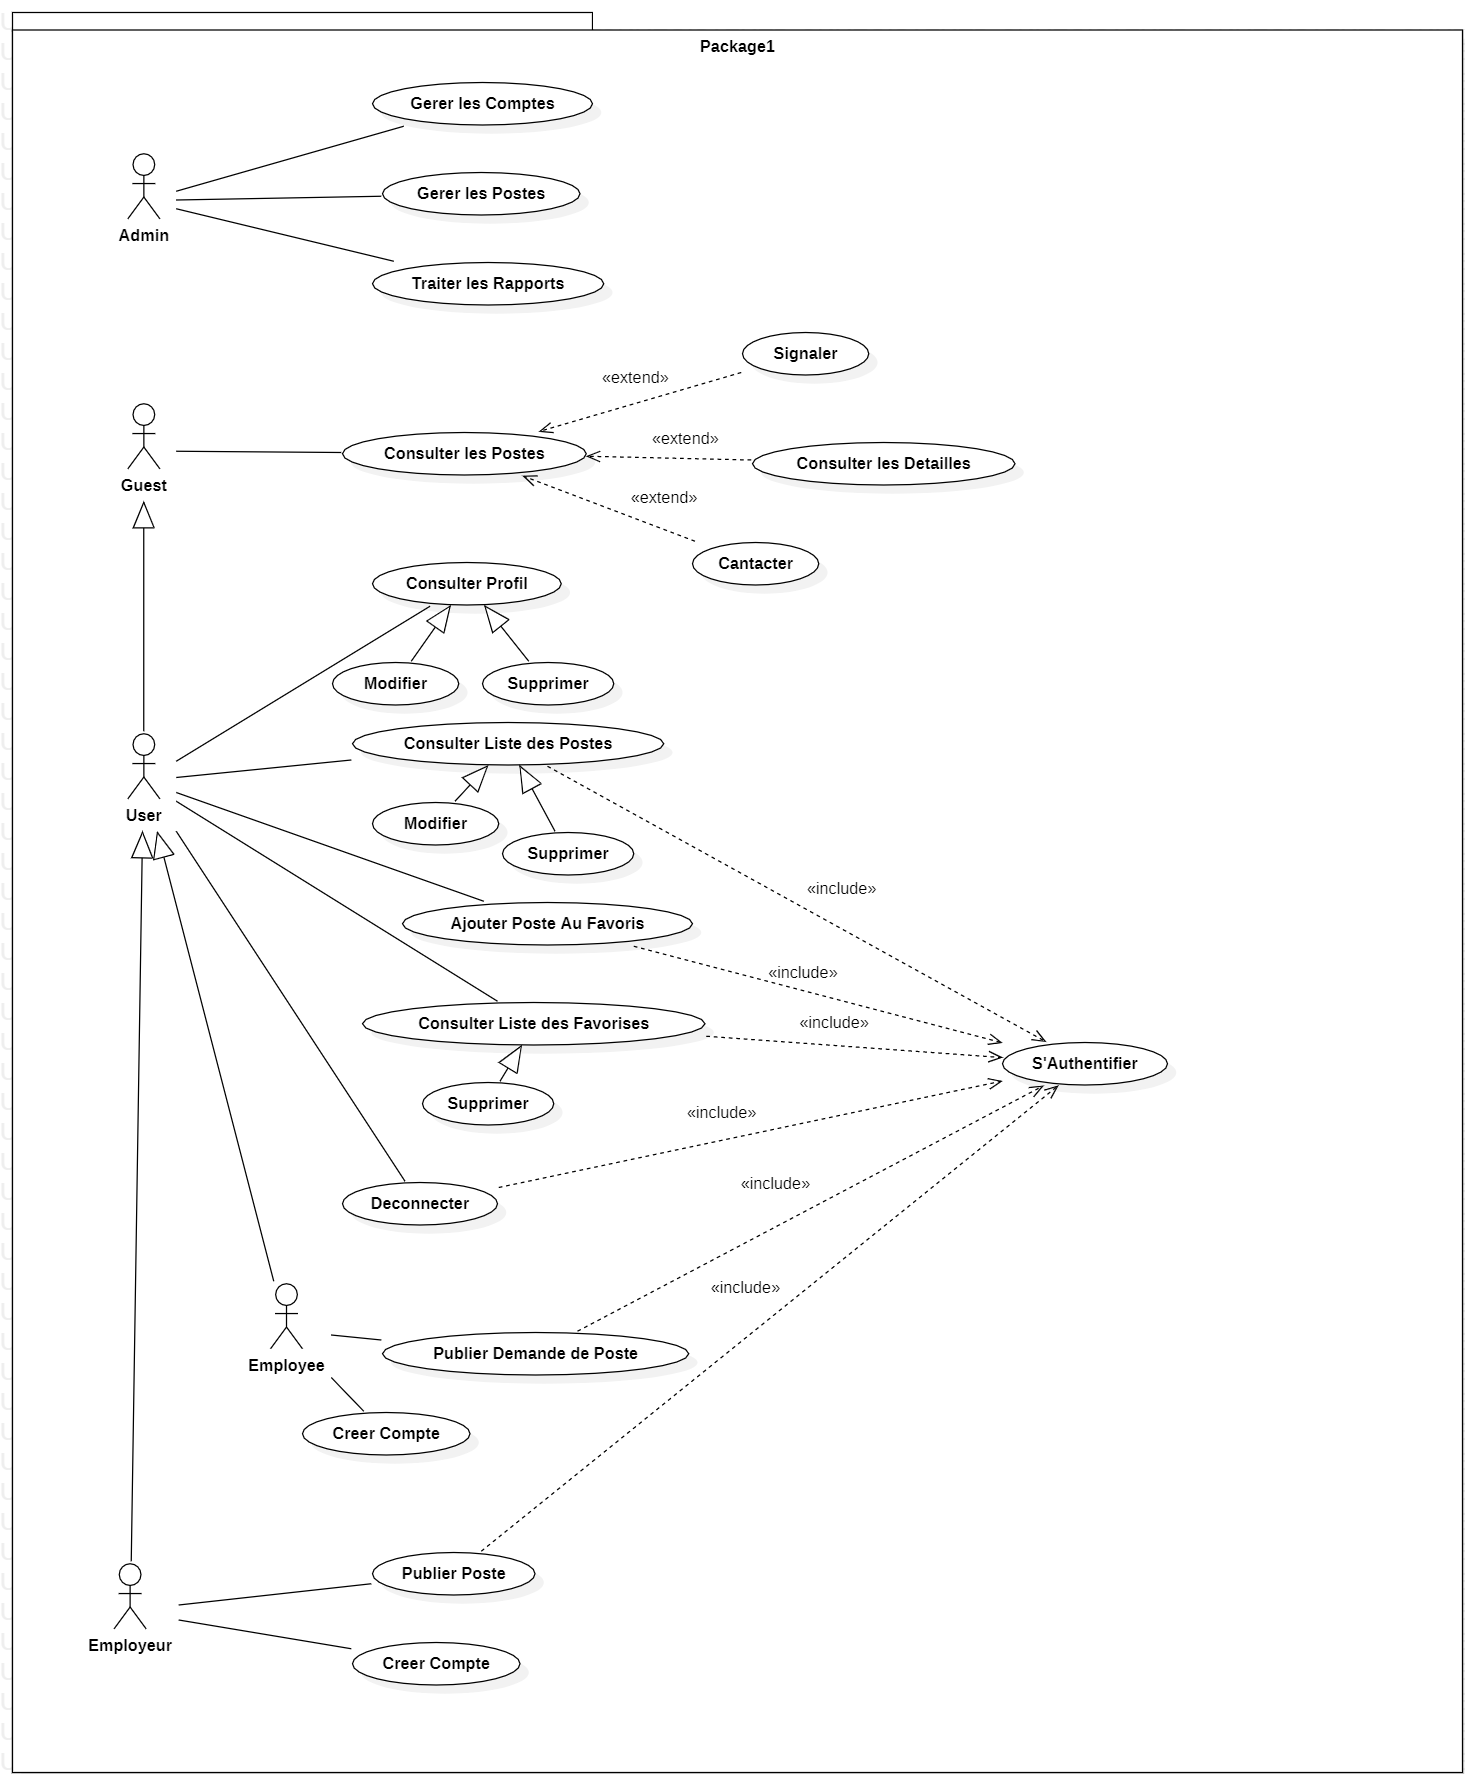 Package1
Gerer les Comptes
Gerer les Postes
Admin
Traiter les Rapports
Signaler
«extend»
«extend»
Consulter les Postes
Consulter les Detailles
Guest
«extend»
Cantacter
Consulter Profil
Modifier
Supprimer
Consulter Liste des Postes
User
Modifier
Supprimer
«include»
Ajouter Poste Au Favoris
«include»
Consulter Liste des Favorises
«include»
S'Authentifier
Supprimer
«include»
«include»
Deconnecter
«include»
Employee
Publier Demande de Poste
Creer Compte
Publier Poste
Employeur
Creer Compte